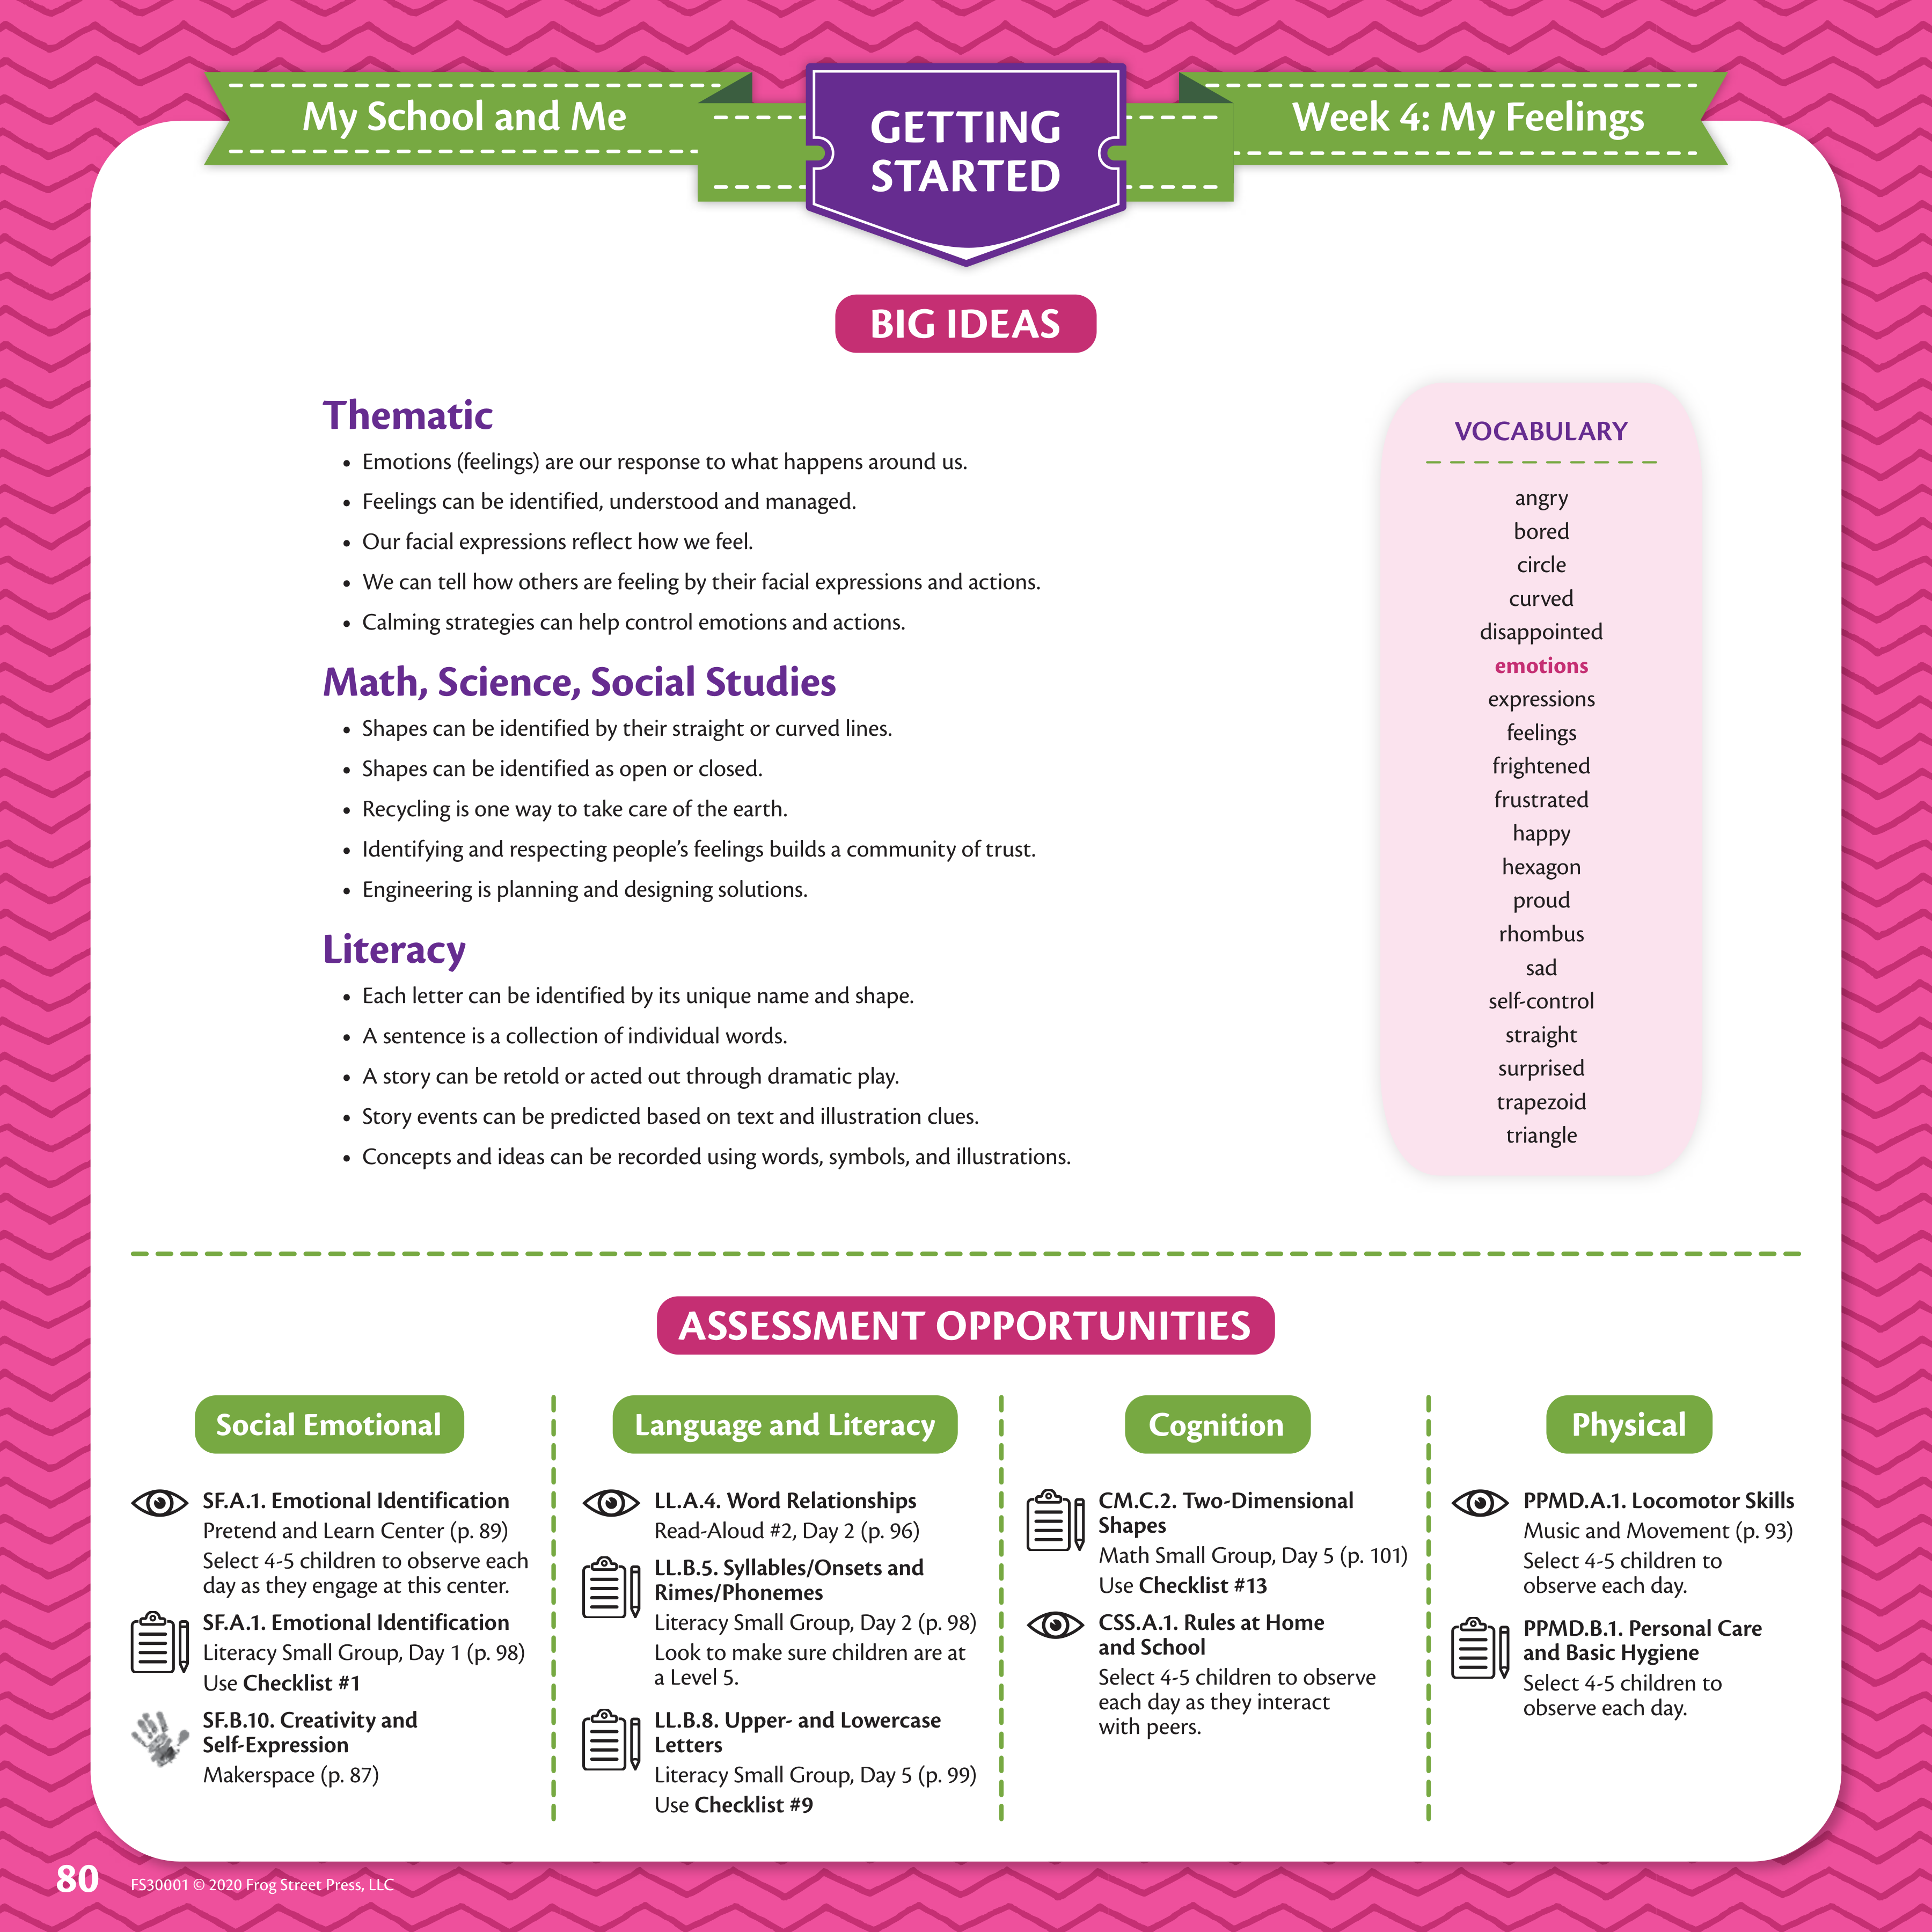 My School and Me
GETTING
STARTED
Week 4: My Feelings
BIG IDEAS
Thematic
• Emotions (feelings) are our response to what happens around us.
• Feelings can be identified, understood and managed.
• Our facial expressions reflect how we feel.
• We can tell how others are feeling by their facial expressions and actions.
• Calming strategies can help control emotions and actions.
Math, Science, Social Studies
• Shapes can be identified by their straight or curved lines.
• Shapes can be identified as open or closed.
• Recycling is one way to take care of the earth.
• Identifying and respecting people’s feelings builds a community of trust.
• Engineering is planning and designing solutions.
Literacy
• Each letter can be identified by its unique name and shape.
• A sentence is a collection of individual words.
• A story can be retold or acted out through dramatic play.
• Story events can be predicted based on text and illustration clues.
• Concepts and ideas can be recorded using words, symbols, and illustrations.
VOCABULARY
angry
bored
circle
curved
disappointed
emotions
expressions
feelings
frightened
frustrated
happy
hexagon
proud
rhombus
sad
self-control
straight
surprised
trapezoid
triangle
ASSESSMENT OPPORTUNITIES
Social Emotional
SF.A.1. Emotional Identification
Pretend and Learn Center (p. 89)
Select 4-5 children to observe each
day as they engage at this center.
SF.A.1. Emotional Identification
Literacy Small Group, Day 1 (p. 98)
Use Checklist #1
SF.B.10. Creativity and
Self-Expression
Makerspace (p. 87)
Language and Literacy
LL.A.4. Word Relationships
Read-Aloud #2, Day 2 (p. 96)
LL.B.5. Syllables/Onsets and
Rimes/Phonemes
Literacy Small Group, Day 2 (p. 98)
Look to make sure children are at
a Level 5.
LL.B.8. Upper- and Lowercase
Letters
Literacy Small Group, Day 5 (p. 99)
Use Checklist #9
Cognition
CM.C.2. Two-Dimensional
Shapes
Math Small Group, Day 5 (p. 101)
Use Checklist #13
CSS.A.1. Rules at Home
and School
Select 4-5 children to observe
each day as they interact
with peers.
Physical
PPMD.A.1. Locomotor Skills
Music and Movement (p. 93)
Select 4-5 children to
observe each day.
PPMD.B.1. Personal Care
and Basic Hygiene
Select 4-5 children to
observe each day.
80
FS30001 © 2020 Frog Street Press, LLC